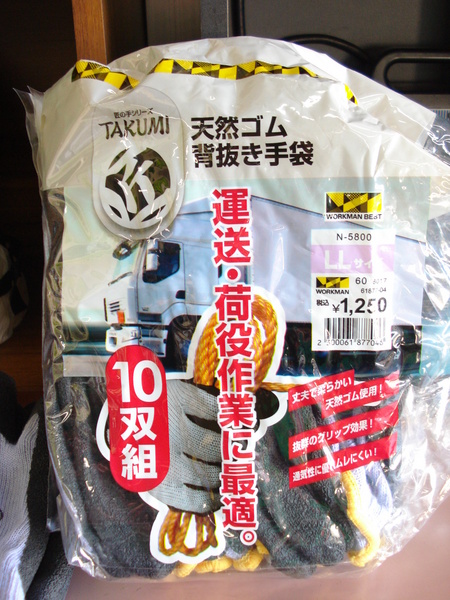 匠の手シリーズ
TAKUMI
天然ゴム
背抜き手袋
運送・荷役作業に最適。
10双組
WORKMAN BEST
N-5800
LLサイ
WORKMAN
60
税込 ¥1,250
丈夫で柔らかい
天然ゴム使用!
抜群のグリップ効果!
通気性に優れムレにくい!